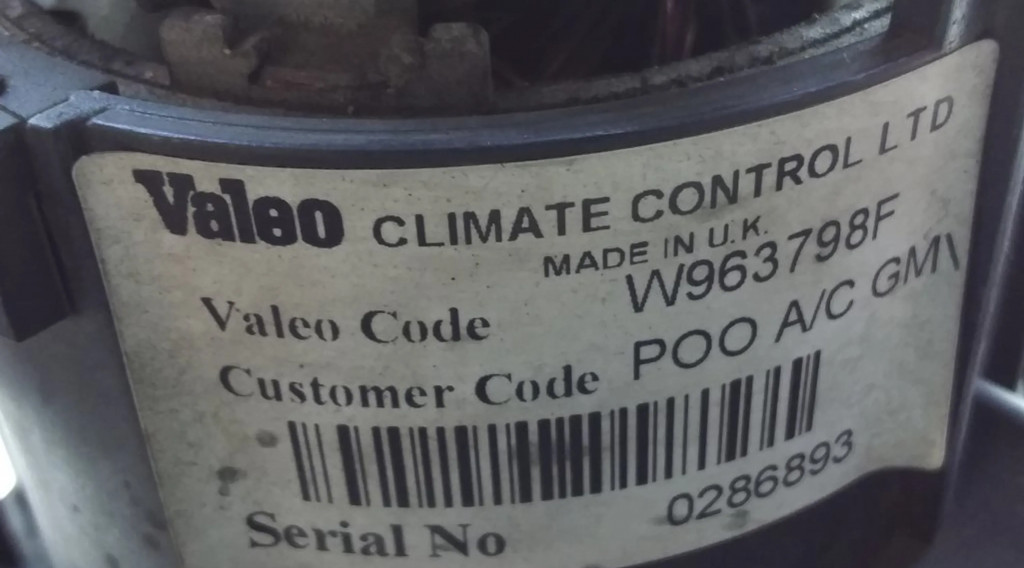 Valeo CLIMATE CONTROL LTD
MADE IN U.K.
Valeo Code W963798F
Customer Code POO A/C GM
Serial No 0286893